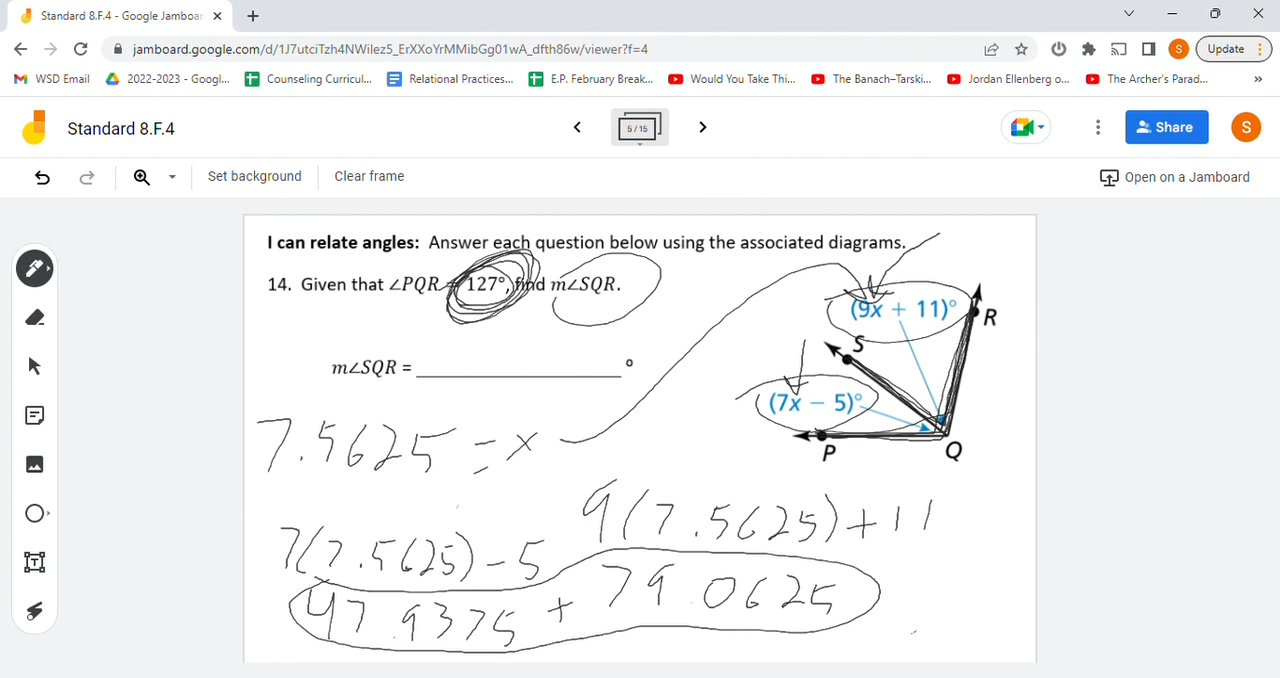 Standard 8.F.4 - Google Jamboar
jamboard.google.com/d/1J7utciTzh4NWilez5_ErXXoYrMMibGg01wA_dfth86w/viewer?f=4
S
Update
WSD Email
2022-2023 - Googl...
Counseling Curricul...
Relational Practices...
E.P. February Break...
Would You Take Thi...
The Banach–Tarski...
Jordan Ellenberg o...
The Archer's Parad...
»
Standard 8.F.4
5 / 15
Share
S
Set background
Clear frame
Open on a Jamboard
I can relate angles: Answer each question below using the associated diagrams.
14. Given that ∠PQR = 127°, find m∠SQR.
(9x + 11)°
R
S
m∠SQR = ____________________ °
(7x − 5)°
P
Q
7.5625 = x
9(7.5625)+11
7(7.5625)-5
47.9375 + 79.0625